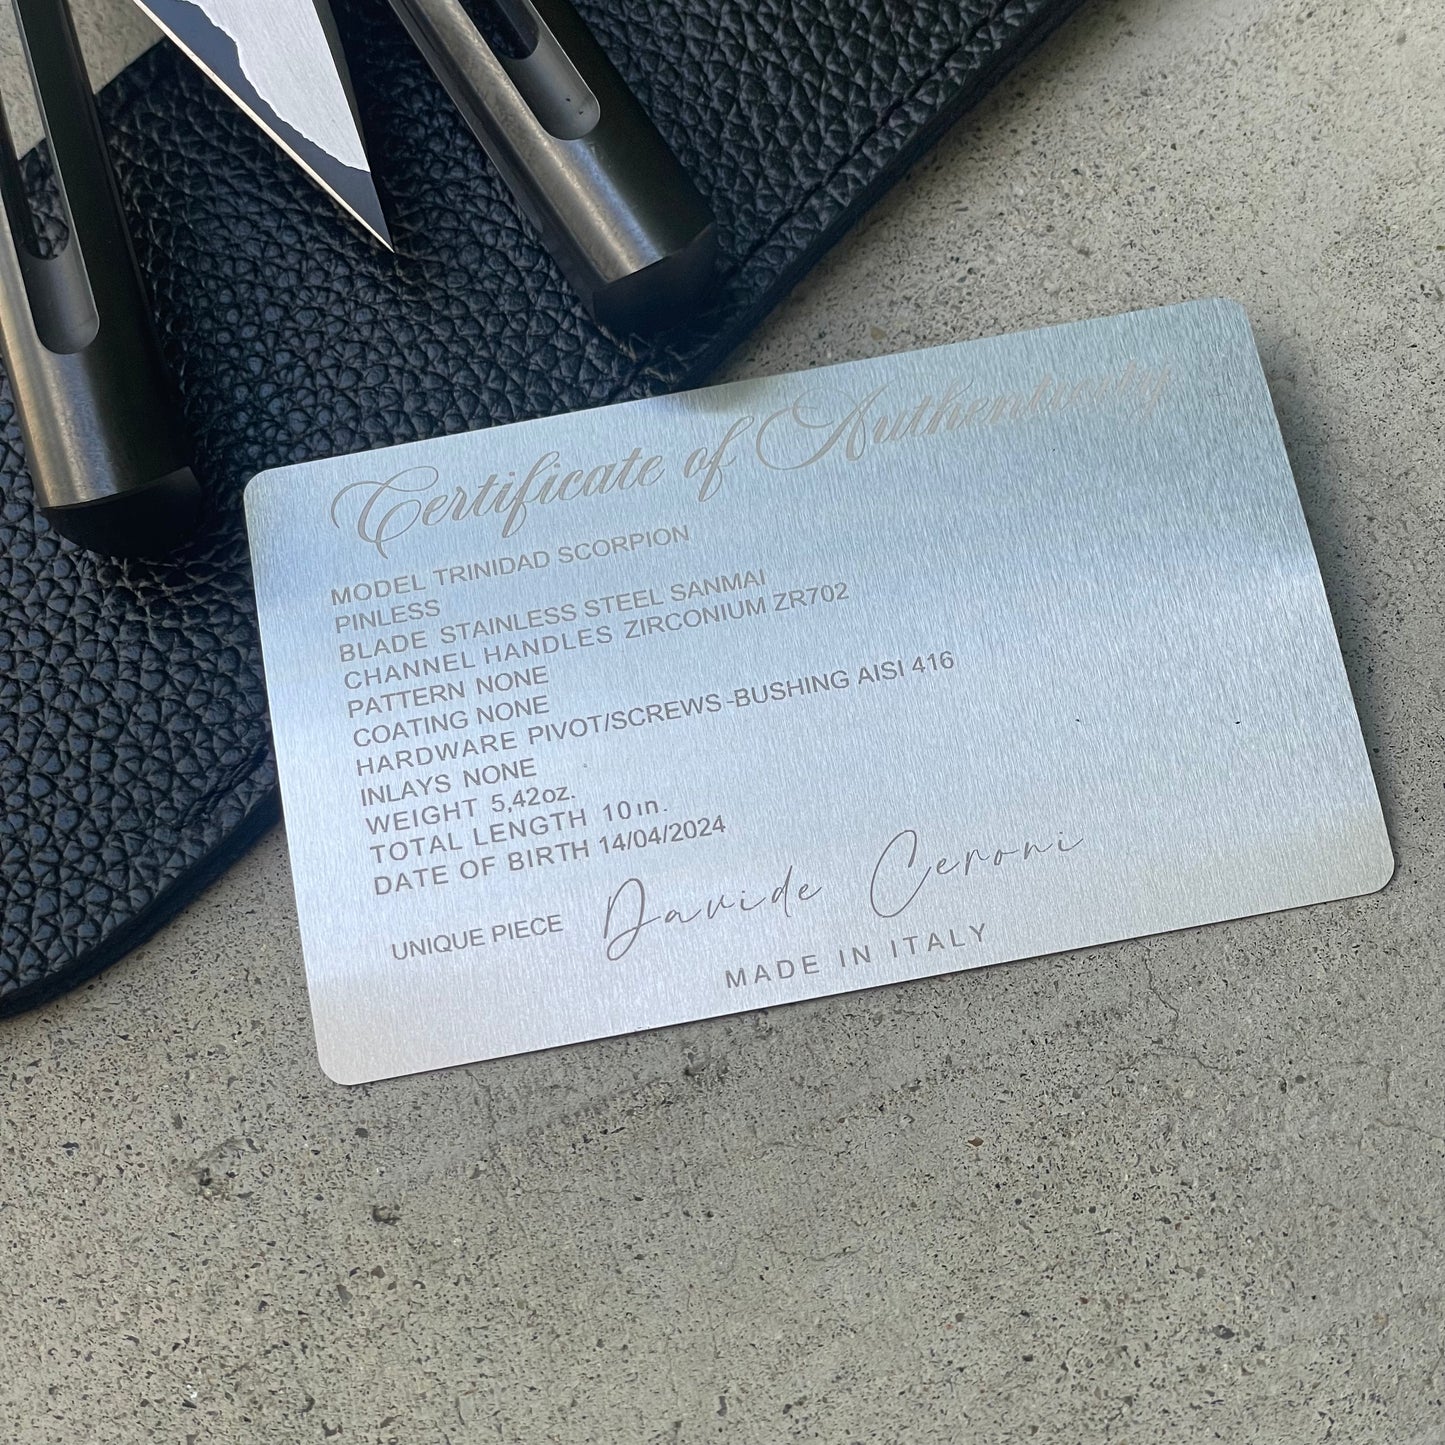 Certificate of Authenticity
MODEL TRINIDAD SCORPION
PINLESS
BLADE STAINLESS STEEL SANMAI
CHANNEL HANDLES ZIRCONIUM ZR702
PATTERN NONE
COATING NONE
HARDWARE PIVOT/SCREWS-BUSHING AISI 416
INLAYS NONE
WEIGHT 5,42oz.
TOTAL LENGTH 10in.
DATE OF BIRTH 14/04/2024
UNIQUE PIECE Davide Ceroni
MADE IN ITALY